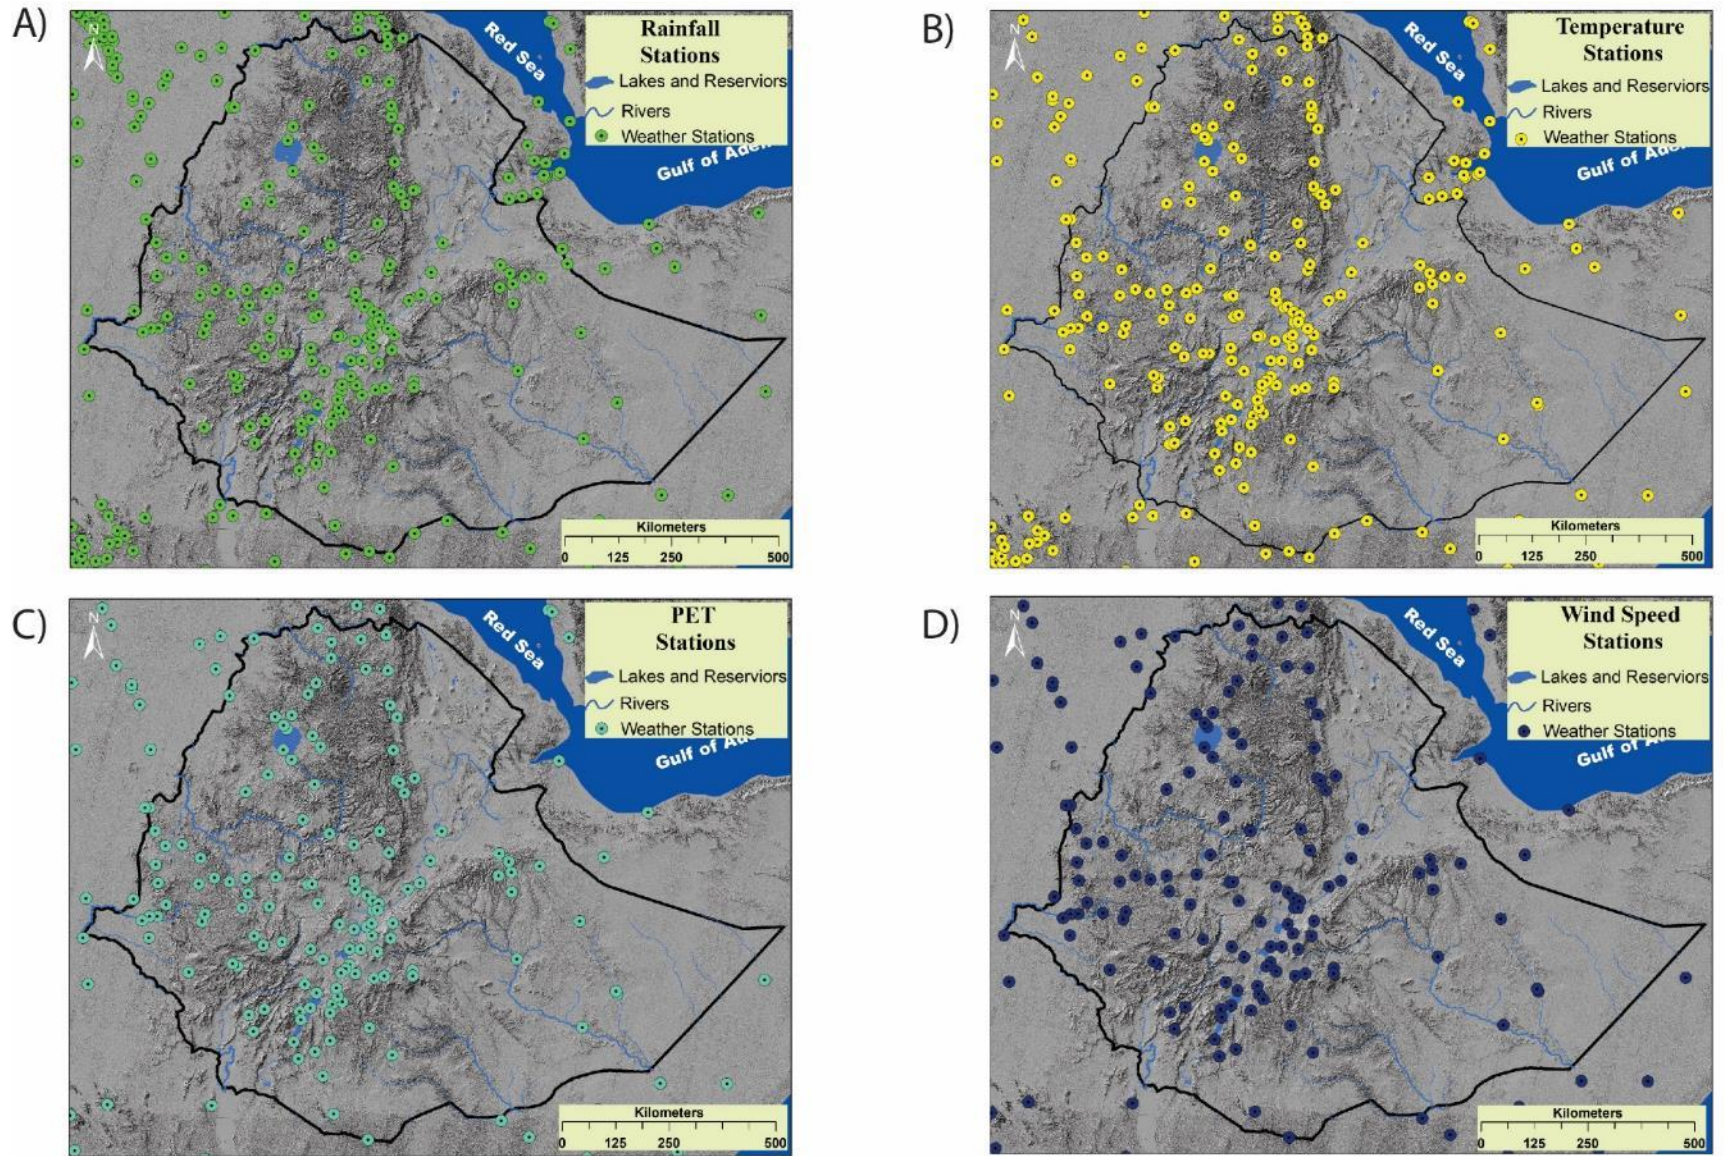 A)
N
Red Sea
Rainfall
Stations
Lakes and Reserviors
Rivers
Weather Stations
Gulf of Aden
Kilometers
0 125 250 500
B)
N
Red Sea
Temperature
Stations
Lakes and Reserviors
Rivers
Weather Stations
Gulf of Ade
Kilometers
0 125 250 500
C)
N
Red Sea
PET
Stations
Lakes and Reserviors
Rivers
Weather Stations
Gulf of Ad
Kilometers
0 125 250 500
D)
N
Red Sea
Wind Speed
Stations
Lakes and Reserviors
Rivers
Weather Stations
Gulf of A
Kilometers
0 125 250 500